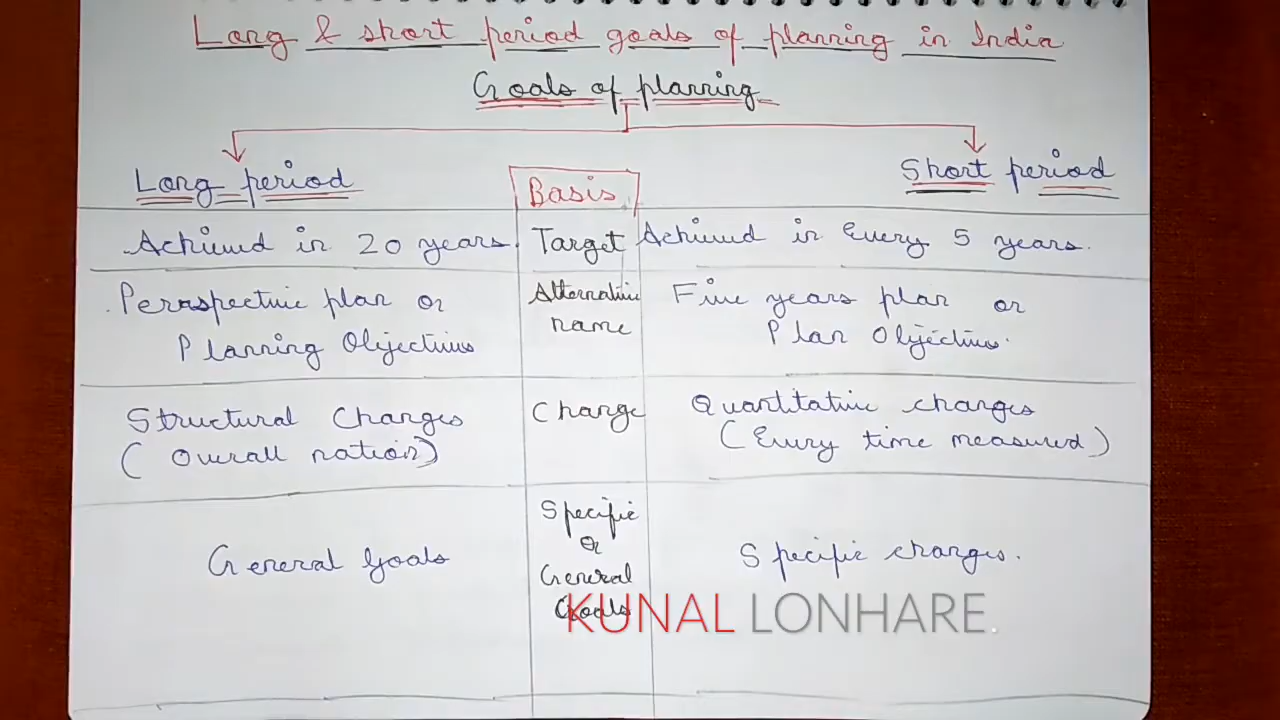 Long & short period goals of planning in India
Goals of planning
Long period
Basis
Short period
Achieved in 20 years.
Target
Achieved in Every 5 years.
Perspective plan or
Planning Objectives
Alternative
name
Five years plan or
Plan Objectives.
Structural Changes
(Overall nation)
Change
Quantitative changes
(Every time measured)
General goals
Specific
or
General
Goals
Specific changes.
KUNAL LONHARE.